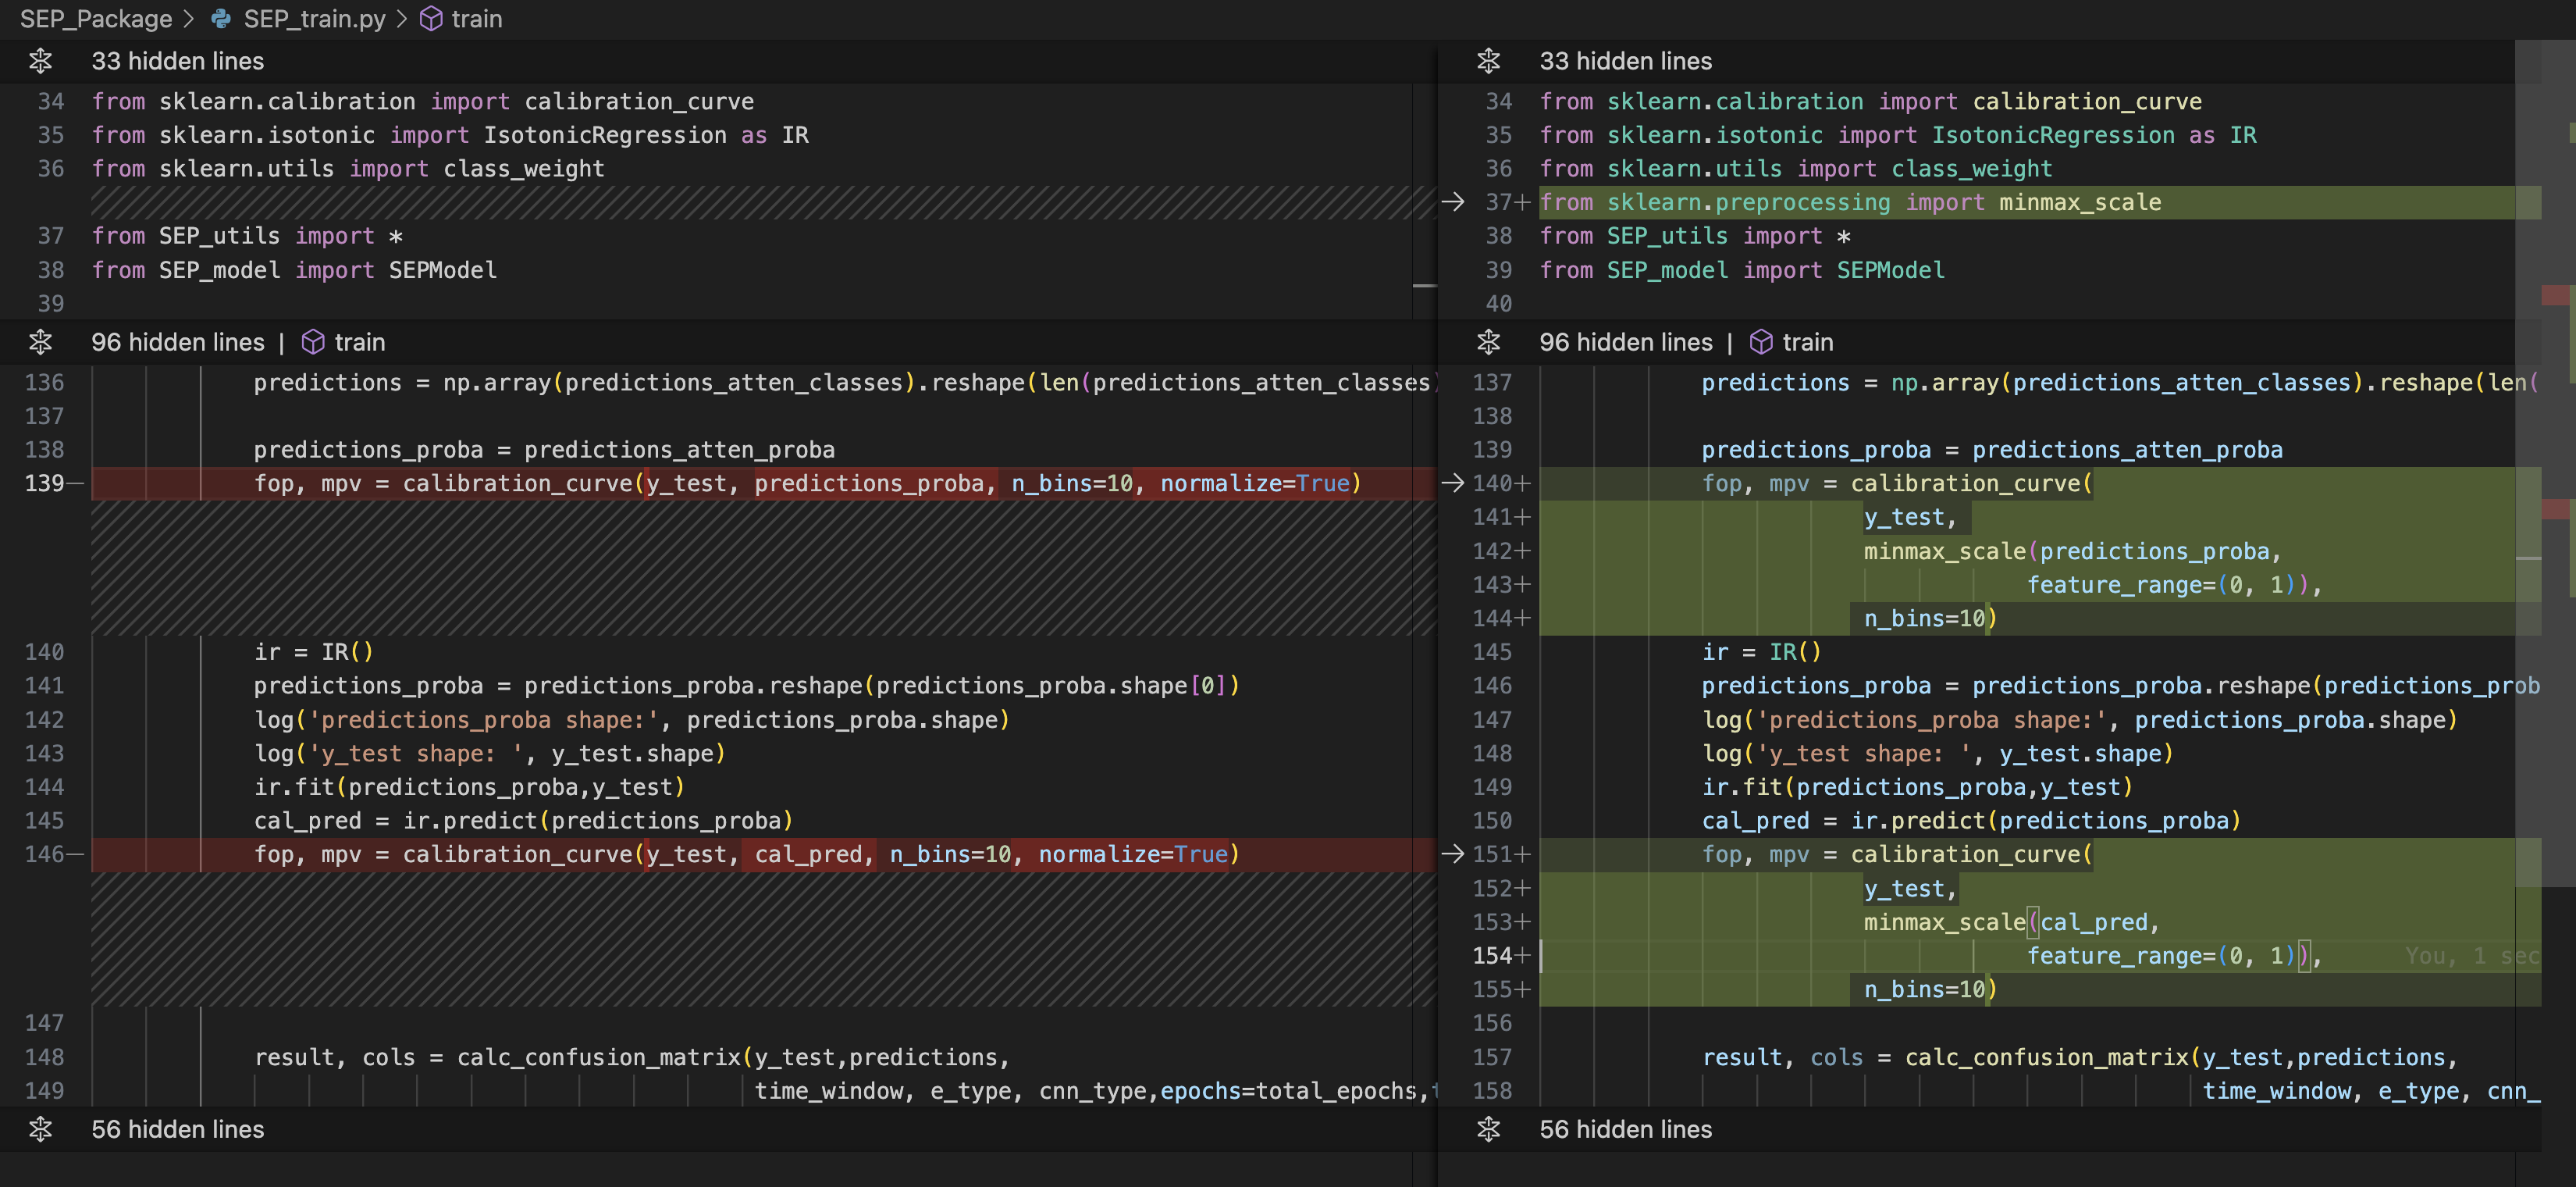 SEP_Package > SEP_train.py > train
33 hidden lines
34 from sklearn.calibration import calibration_curve
35 from sklearn.isotonic import IsotonicRegression as IR
36 from sklearn.utils import class_weight
37 from SEP_utils import *
38 from SEP_model import SEPModel
39
96 hidden lines | train
136 predictions = np.array(predictions_atten_classes).reshape(len(predictions_atten_classes)
137
138 predictions_proba = predictions_atten_proba
139— fop, mpv = calibration_curve(y_test, predictions_proba, n_bins=10, normalize=True)
140 ir = IR()
141 predictions_proba = predictions_proba.reshape(predictions_proba.shape[0])
142 log('predictions_proba shape:', predictions_proba.shape)
143 log('y_test shape: ', y_test.shape)
144 ir.fit(predictions_proba,y_test)
145 cal_pred = ir.predict(predictions_proba)
146— fop, mpv = calibration_curve(y_test, cal_pred, n_bins=10, normalize=True)
147
148 result, cols = calc_confusion_matrix(y_test,predictions,
149 time_window, e_type, cnn_type,epochs=total_epochs,
56 hidden lines
33 hidden lines
34 from sklearn.calibration import calibration_curve
35 from sklearn.isotonic import IsotonicRegression as IR
36 from sklearn.utils import class_weight
37+ from sklearn.preprocessing import minmax_scale
38 from SEP_utils import *
39 from SEP_model import SEPModel
40
96 hidden lines | train
137 predictions = np.array(predictions_atten_classes).reshape(len(
138
139 predictions_proba = predictions_atten_proba
140+ fop, mpv = calibration_curve(
141+ y_test,
142+ minmax_scale(predictions_proba,
143+ feature_range=(0, 1)),
144+ n_bins=10)
145 ir = IR()
146 predictions_proba = predictions_proba.reshape(predictions_prob
147 log('predictions_proba shape:', predictions_proba.shape)
148 log('y_test shape: ', y_test.shape)
149 ir.fit(predictions_proba,y_test)
150 cal_pred = ir.predict(predictions_proba)
151+ fop, mpv = calibration_curve(
152+ y_test,
153+ minmax_scale(cal_pred,
154+ feature_range=(0, 1)), You, 1 sec
155+ n_bins=10)
156
157 result, cols = calc_confusion_matrix(y_test,predictions,
158 time_window, e_type, cnn_
56 hidden lines